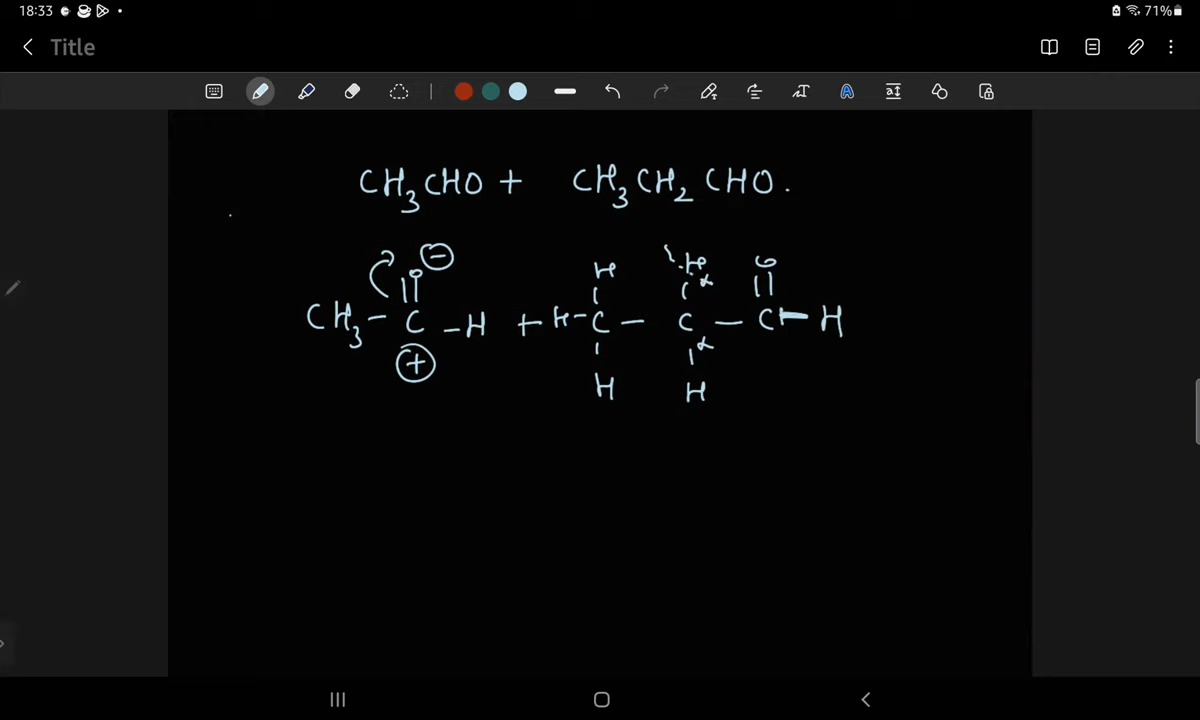 18:33 71%
Title
CH₃CHO + CH₃CH₂CHO.
O ⊖ H H α O
CH₃ - C - H + H - C - C - C - H
⊕ α
H H